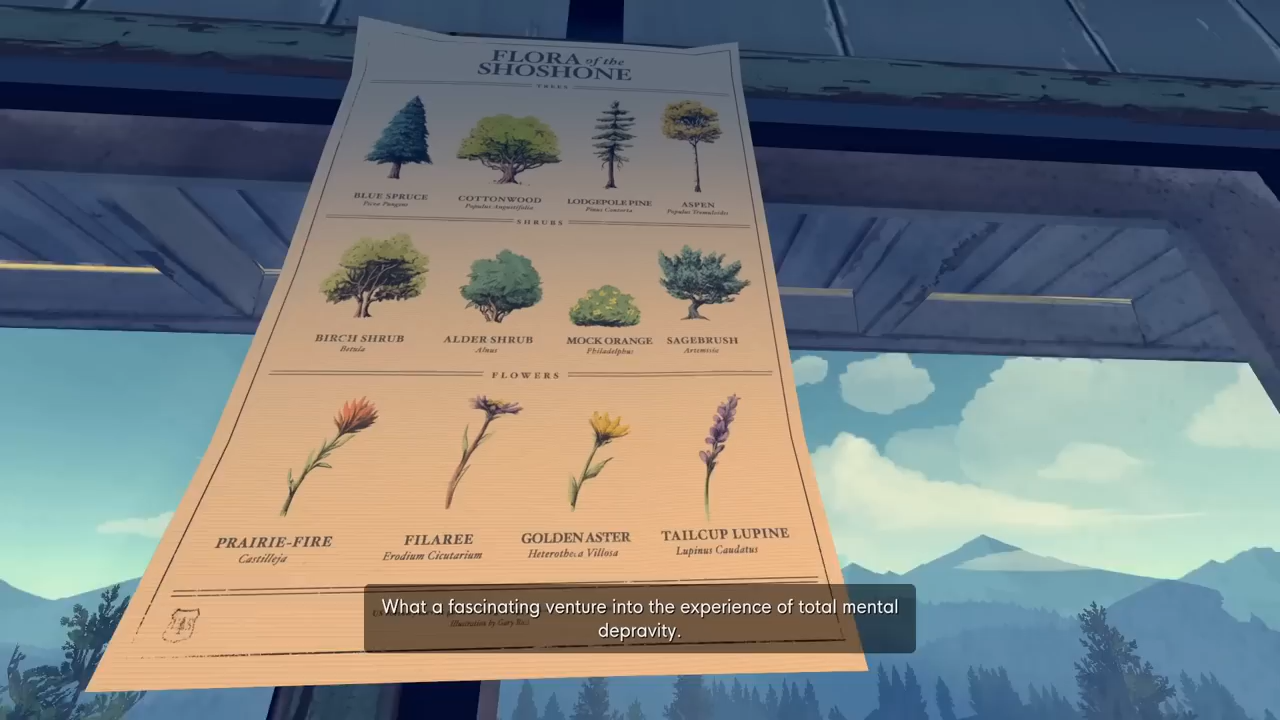 FLORA of the
SHOSHONE
TREES
BLUE SPRUCE
Picea Pungens
COTTONWOOD
Populus Angustifolia
LODGEPOLE PINE
Pinus Contorta
ASPEN
Populus Tremuloides
SHRUBS
BIRCH SHRUB
Betula
ALDER SHRUB
Alnus
MOCK ORANGE
Philadelphus
SAGEBRUSH
Artemisia
FLOWERS
PRAIRIE-FIRE
Castilleja
FILAREE
Erodium Cicutarium
GOLDEN ASTER
Heterotheca Villosa
TAILCUP LUPINE
Lupinus Caudatus
Illustration by Gary
What a fascinating venture into the experience of total mental
depravity.